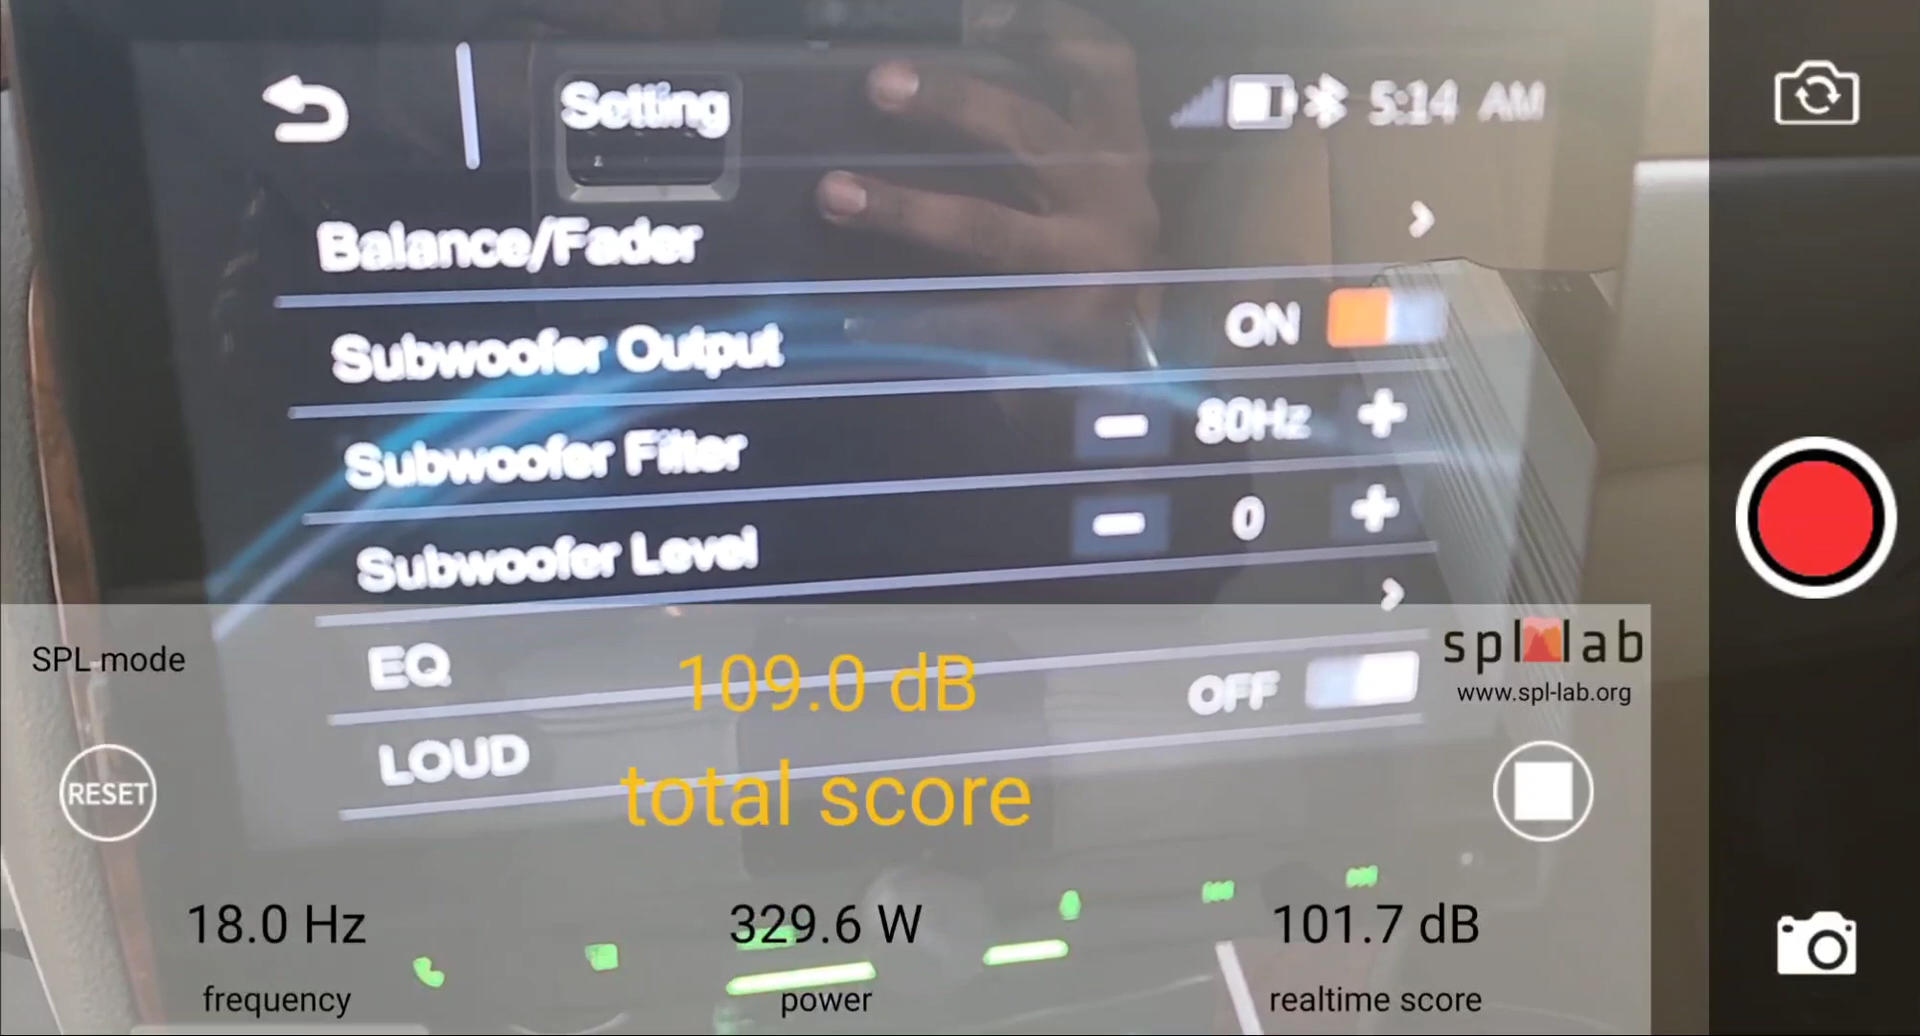 Setting
5:14 AM
Balance/Fader
Subwoofer Output ON
Subwoofer Filter 80Hz
Subwoofer Level 0
EQ
LOUD OFF
SPL mode
109.0 dB
total score
spl lab
www.spl-lab.org
RESET
18.0 Hz
frequency
329.6 W
power
101.7 dB
realtime score